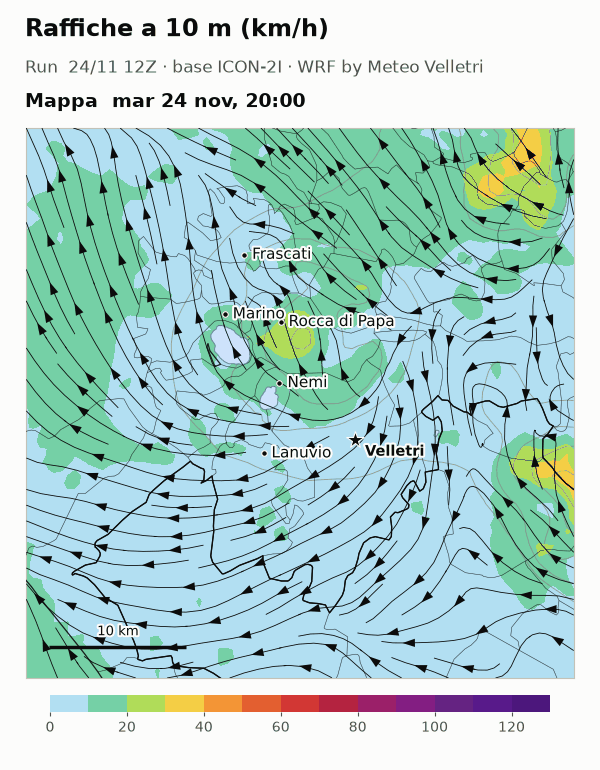 Raffiche a 10 m (km/h)
Run  24/11 12Z · base ICON-2I · WRF by Meteo Velletri
Mappa  mar 24 nov, 20:00
Frascati
Marino
Rocca di Papa
Nemi
Velletri
Lanuvio
10 km
0 20 40 60 80 100 120